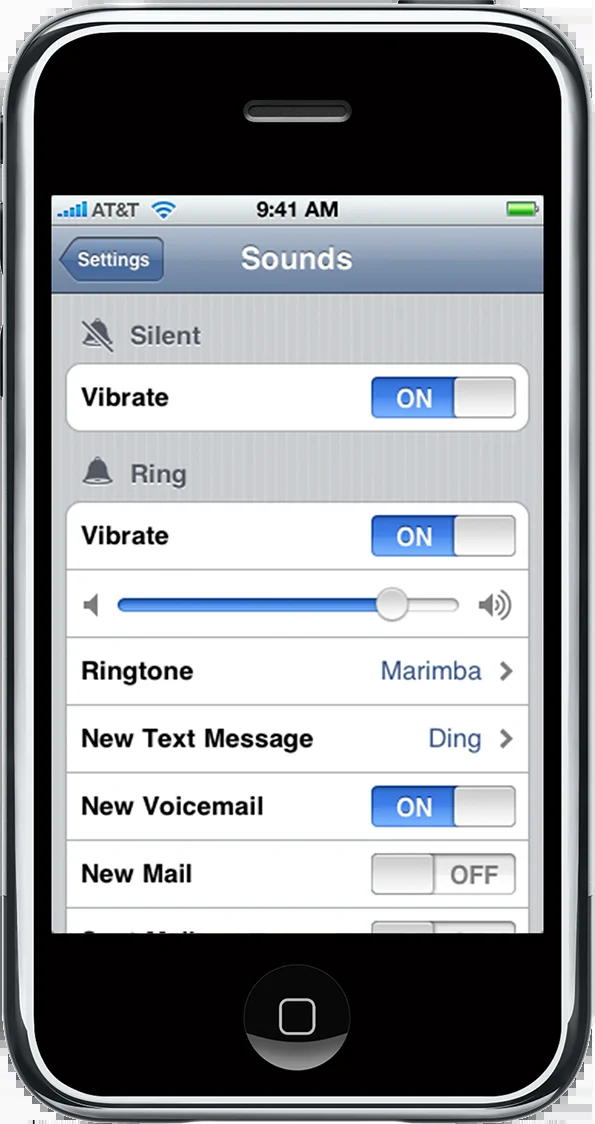 AT&T 9:41 AM
Settings Sounds
Silent
Vibrate ON
Ring
Vibrate ON
Ringtone Marimba
New Text Message Ding
New Voicemail ON
New Mail OFF